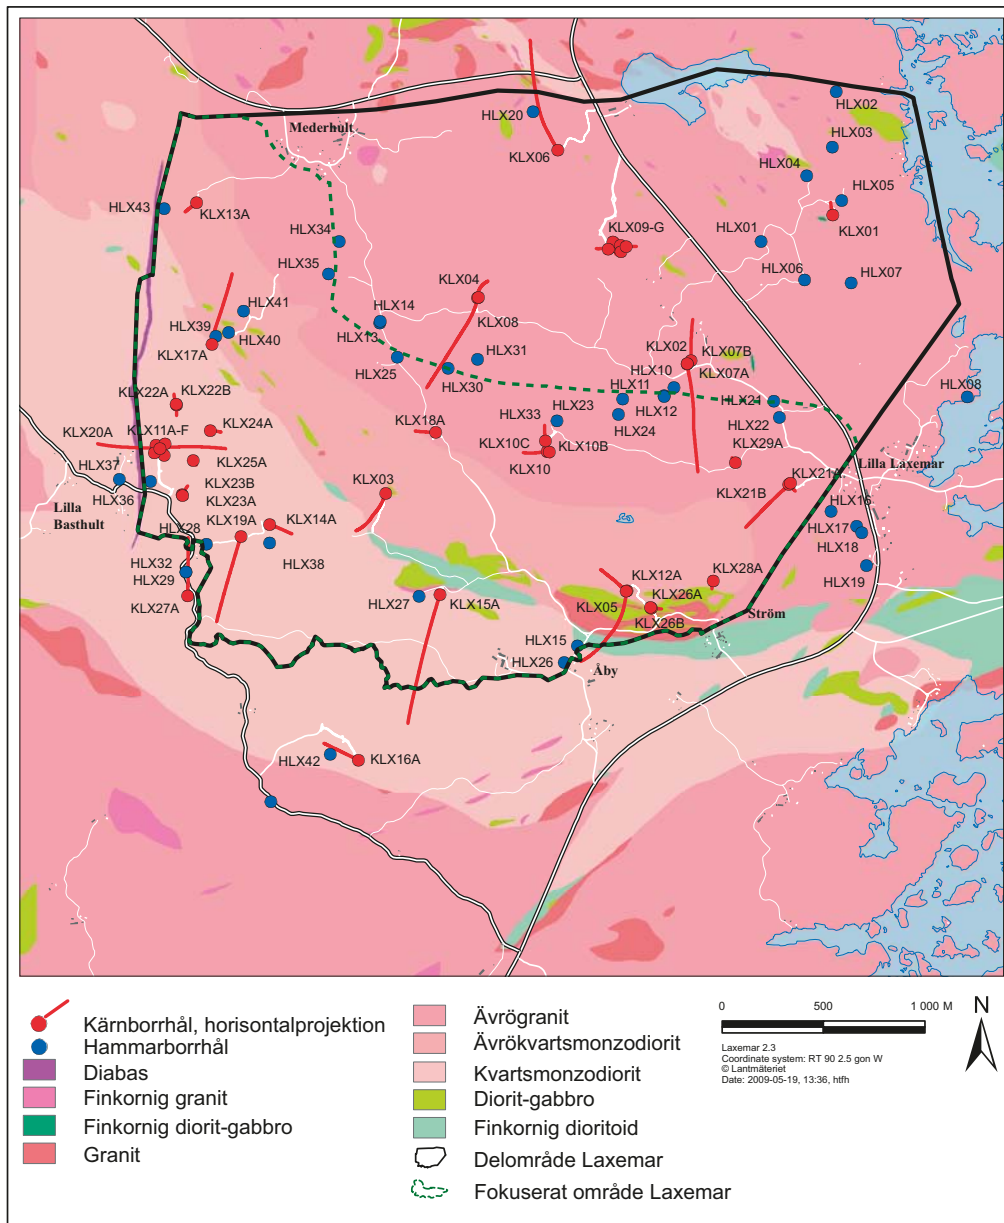 HLX02
HLX20
HLX03
Mederhult
KLX06
HLX04
HLX05
HLX43
KLX13A
HLX34
KLX09-G
HLX01
KLX01
HLX35
HLX06
HLX07
KLX04
HLX41
HLX14
HLX39
HLX40
HLX13
KLX08
KLX17A
HLX31
KLX02
KLX07B
HLX25
HLX30
HLX10
KLX07A
HLX11
HLX08
KLX22A
KLX22B
HLX33
HLX23
HLX12
HLX21
KLX18A
HLX24
HLX22
KLX20A
KLX11A-F
KLX24A
KLX10C
KLX10B
KLX29A
KLX10
Lilla Laxemar
HLX37
KLX25A
KLX21A
HLX36
KLX23B
KLX03
KLX21B
Lilla
Basthult
KLX23A
HLX16
KLX19A
KLX14A
HLX17
HLX28
HLX18
HLX32
HLX38
HLX29
KLX12A
KLX28A
HLX19
KLX27A
HLX27
KLX15A
KLX05
KLX26A
Ström
KLX26B
HLX15
HLX26
Åby
HLX42
KLX16A
Kärnborrhål, horisontalprojektion
Hammarborrhål
Diabas
Finkornig granit
Finkornig diorit-gabbro
Granit
Ävrögranit
Ävrökvartsmonzodiorit
Kvartsmonzodiorit
Diorit-gabbro
Finkornig dioritoid
Delområde Laxemar
Fokuserat område Laxemar
0 500 1000 M
N
Laxemar 2.3
Coordinate system: RT 90 2.5 gon W
© Lantmäteriet
Date: 2009-05-19, 13:36, htfh